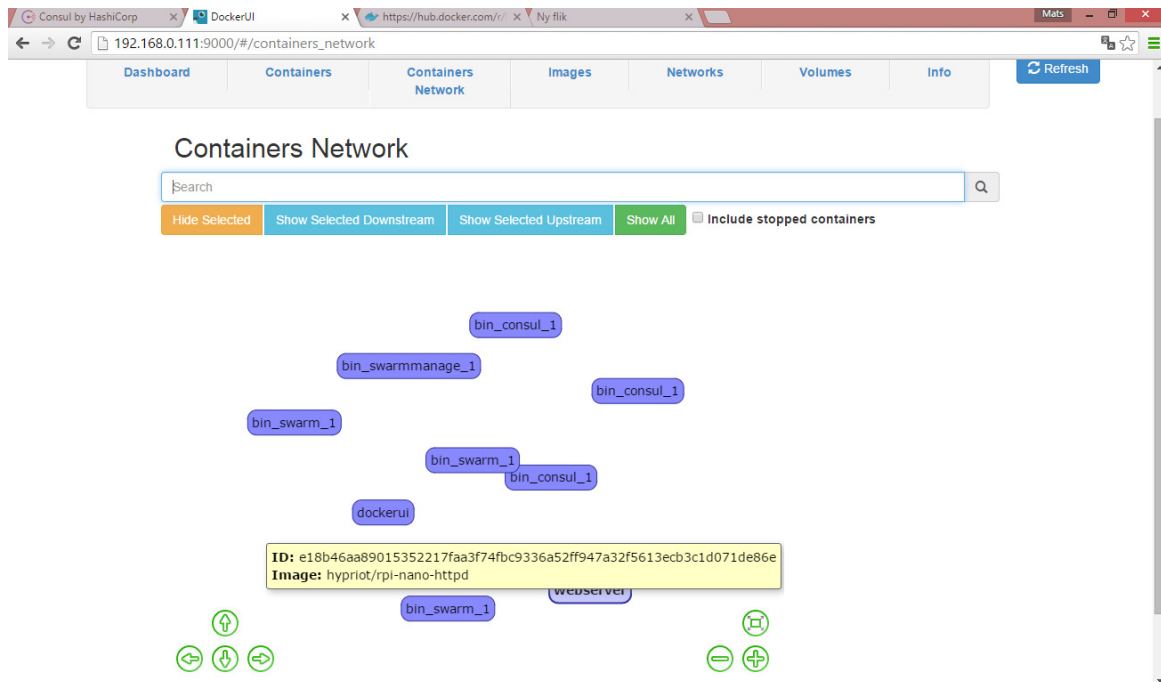 Consul by HashiCorp
DockerUI
https://hub.docker.com/r/
Ny flik
Mats
192.168.0.111:9000/#/containers_network
Dashboard
Containers
Containers
Network
Images
Networks
Volumes
Info
Refresh
Containers Network
Search
Hide Selected
Show Selected Downstream
Show Selected Upstream
Show All
Include stopped containers
bin_consul_1
bin_swarmmanage_1
bin_consul_1
bin_swarm_1
bin_swarm_1
bin_consul_1
dockerui
ID: e18b46aa89015352217faa3f74fbc9336a52ff947a32f5613ecb3c1d071de86e
Image: hypriot/rpi-nano-httpd
webserver
bin_swarm_1